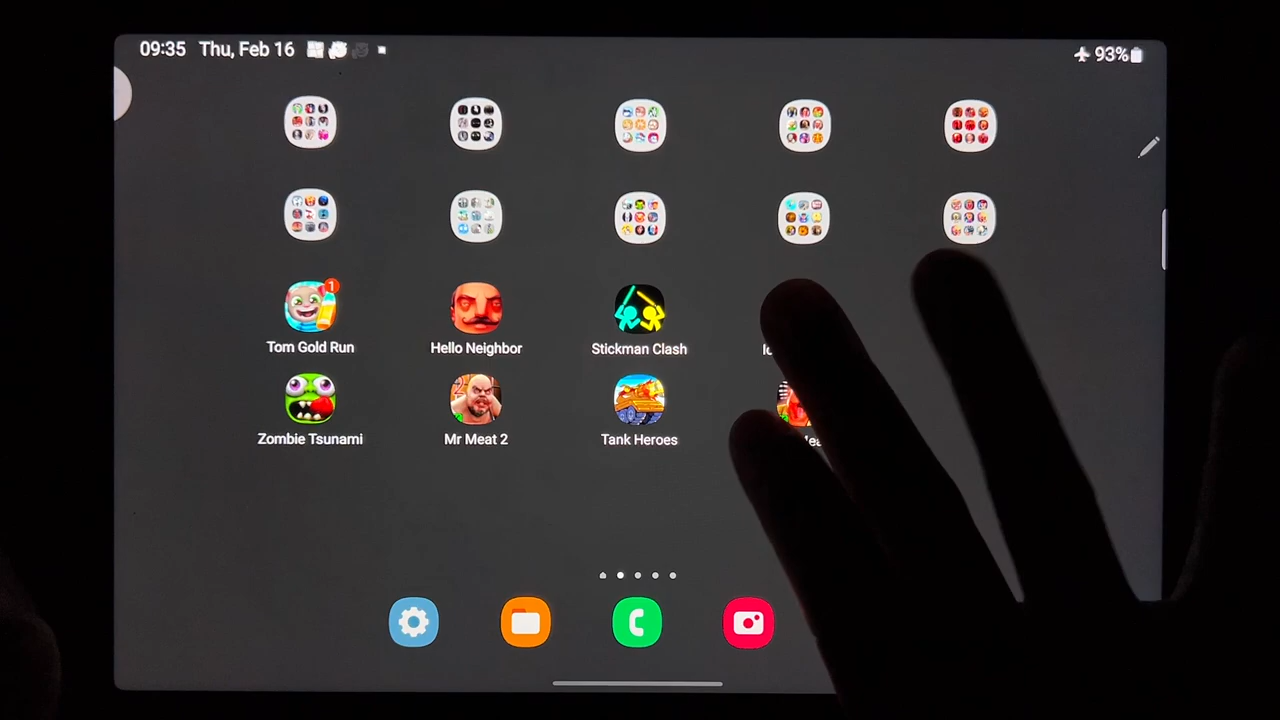 09:35 Thu, Feb 16
93%
1
Tom Gold Run
Hello Neighbor
Stickman Clash
Zombie Tsunami
Mr Meat 2
Tank Heroes